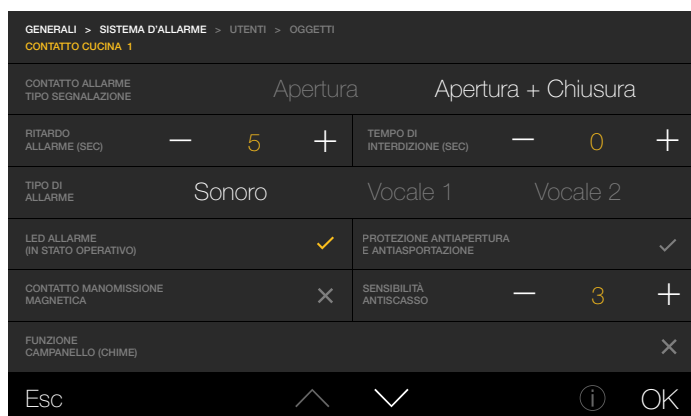 GENERALI > SISTEMA D'ALLARME > UTENTI > OGGETTI
CONTATTO CUCINA 1
CONTATTO ALLARME
TIPO SEGNALAZIONE
Apertura
Apertura + Chiusura
RITARDO
ALLARME (SEC)
— 5 +
TEMPO DI
INTERDIZIONE (SEC)
— 0 +
TIPO DI
ALLARME
Sonoro
Vocale 1
Vocale 2
LED ALLARME
(IN STATO OPERATIVO)
PROTEZIONE ANTIAPERTURA
E ANTIASPORTAZIONE
CONTATTO MANOMISSIONE
MAGNETICA
SENSIBILITÀ
ANTISCASSO
— 3 +
FUNZIONE
CAMPANELLO (CHIME)
Esc
i
OK